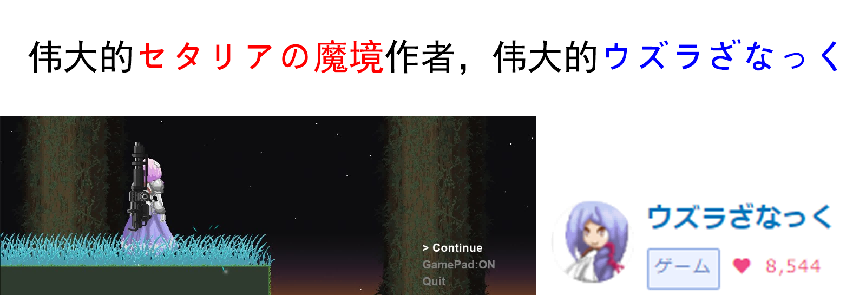 伟大的セタリアの魔境作者，伟大的ウズラざなっく
> Continue
GamePad:ON
Quit
ウズラざなっく
ゲーム ♥ 8,544